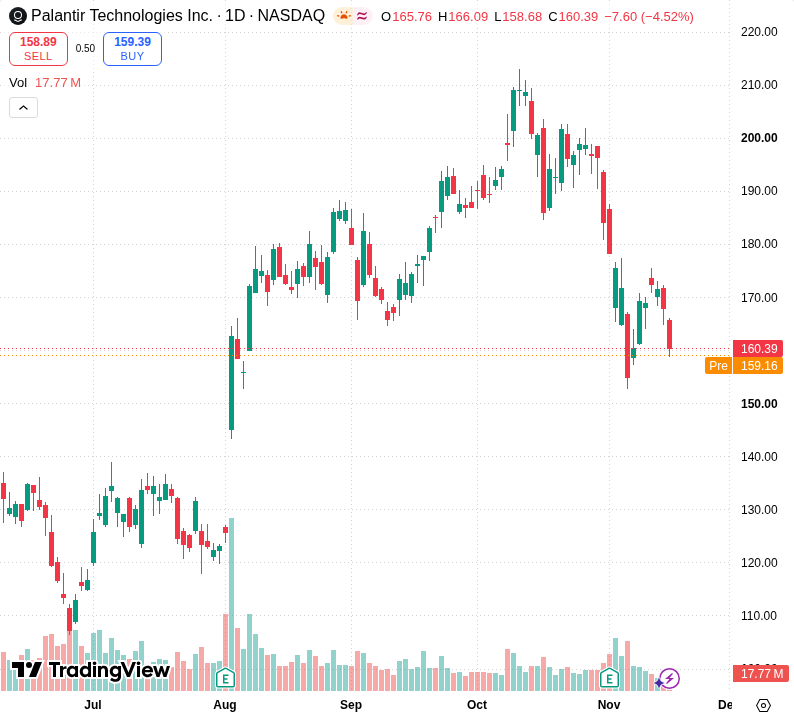 Palantir Technologies Inc. · 1D · NASDAQ O165.76 H166.09 L158.68 C160.39 −7.60 (−4.52%)
158.89 SELL 0.50 159.39 BUY
Vol 17.77 M
220.00
210.00
200.00
190.00
180.00
170.00
160.39
Pre 159.16
150.00
140.00
130.00
120.00
110.00
17.77 M
TradingView
E E
Jul Aug Sep Oct Nov De